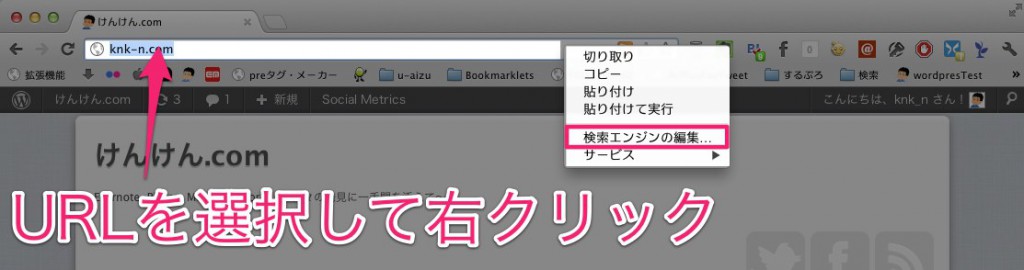 けんけん.com
knk-n.com
拡張機能
preタグ・メーカー
u-aizu
Bookmarklets
weet
するぷろ
検索
wordpresTest
切り取り
コピー
貼り付け
貼り付けて実行
検索エンジンの編集...
サービス
けんけん.com
3
1
新規
Social Metrics
こんにちは、knk_n さん!
けんけん.com
URLを選択して右クリック